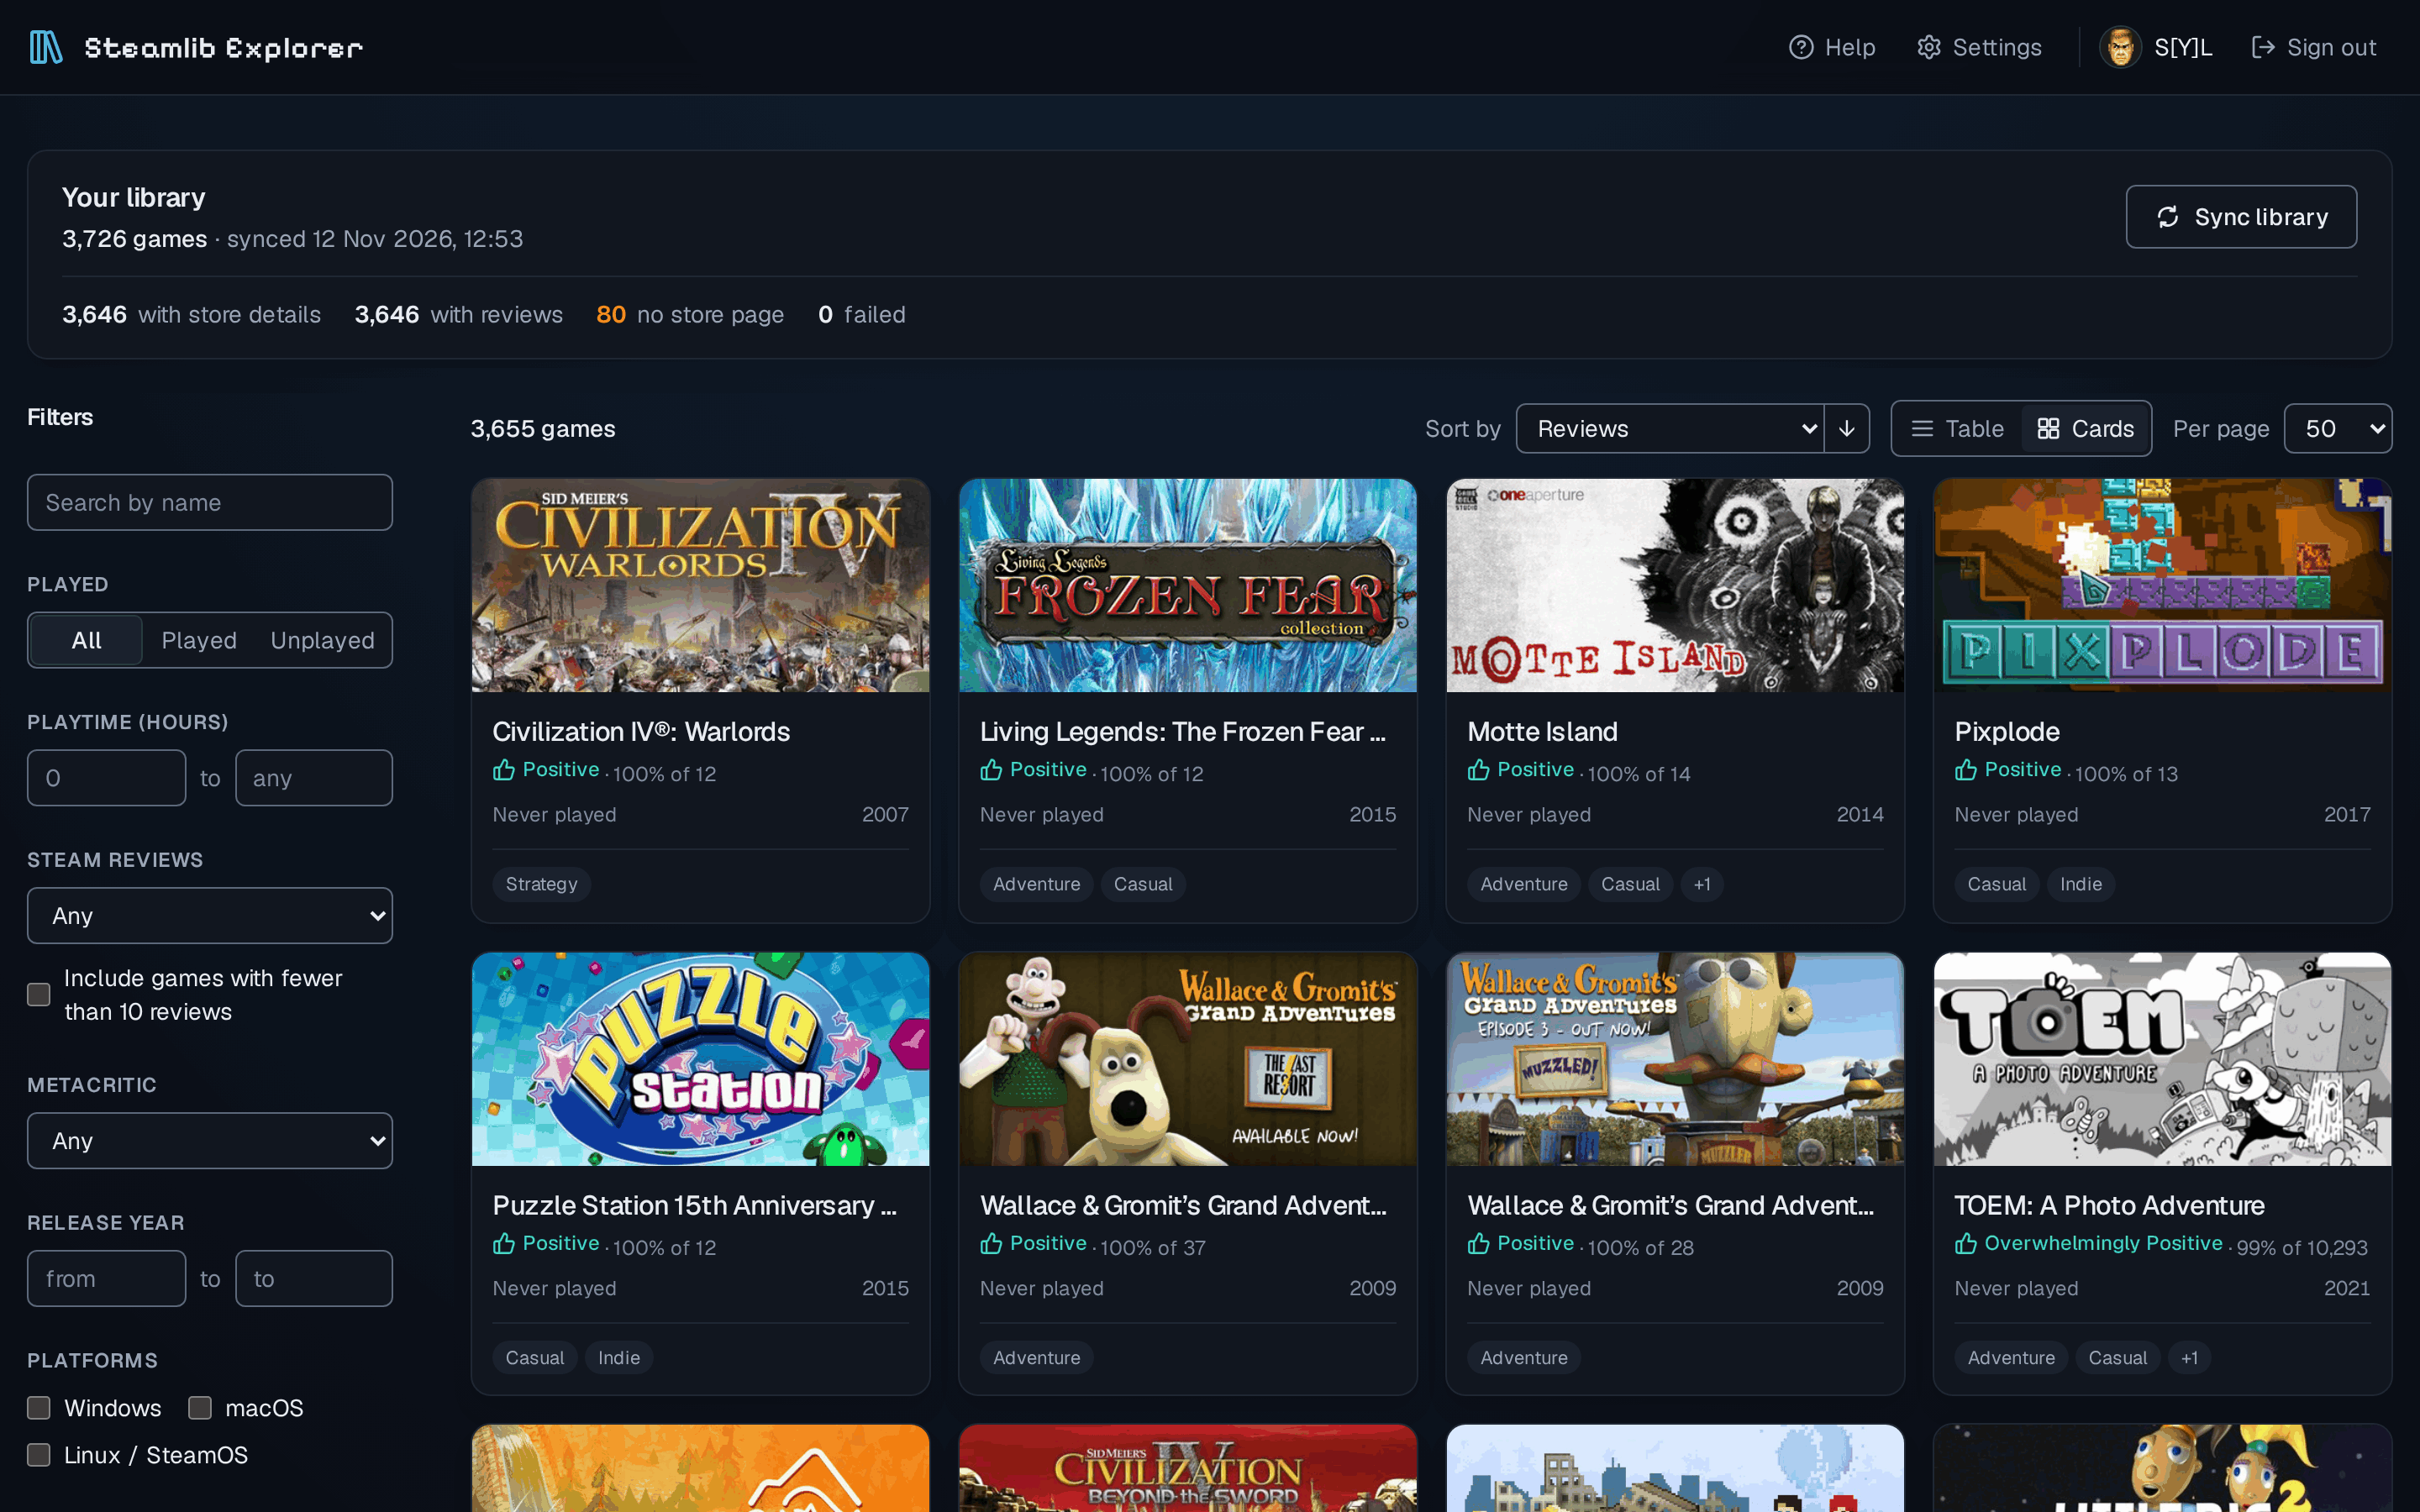 Steamlib Explorer
Help
Settings
S[Y]L
Sign out
Your library
3,726 games · synced 12 Nov 2026, 12:53
Sync library
3,646 with store details
3,646 with reviews
80 no store page
0 failed
Filters
Search by name
PLAYED
All
Played
Unplayed
PLAYTIME (HOURS)
0
to
any
STEAM REVIEWS
Any
Include games with fewer
than 10 reviews
METACRITIC
Any
RELEASE YEAR
from
to
to
PLATFORMS
Windows
macOS
Linux / SteamOS
3,655 games
Sort by
Reviews
Table
Cards
Per page
50
SID MEIER'S
CIVILIZATION IV
WARLORDS
Civilization IV®: Warlords
Positive · 100% of 12
Never played
2007
Strategy
Living Legends
FROZEN FEAR
collection
Living Legends: The Frozen Fear ...
Positive · 100% of 12
Never played
2015
Adventure
Casual
oneaperture
MOTTE ISLAND
Motte Island
Positive · 100% of 14
Never played
2014
Adventure
Casual
+1
PIXPLODE
Pixplode
Positive · 100% of 13
Never played
2017
Casual
Indie
PUZZLE
STATION
Puzzle Station 15th Anniversary ...
Positive · 100% of 12
Never played
2015
Casual
Indie
Wallace & Gromit's
GRAND ADVENTURES
THE LAST
RESORT
AVAILABLE NOW!
Wallace & Gromit's Grand Advent...
Positive · 100% of 37
Never played
2009
Adventure
Wallace & Gromit's
GRAND ADVENTURES
EPISODE 3 - OUT NOW!
MUZZLED!
MUZZLER
Wallace & Gromit's Grand Advent...
Positive · 100% of 28
Never played
2009
Adventure
TOEM
A PHOTO ADVENTURE
TOEM: A Photo Adventure
Overwhelmingly Positive · 99% of 10,293
Never played
2021
Adventure
Casual
+1
SID MEIER'S
CIVILIZATION IV
BEYOND the SWORD
2